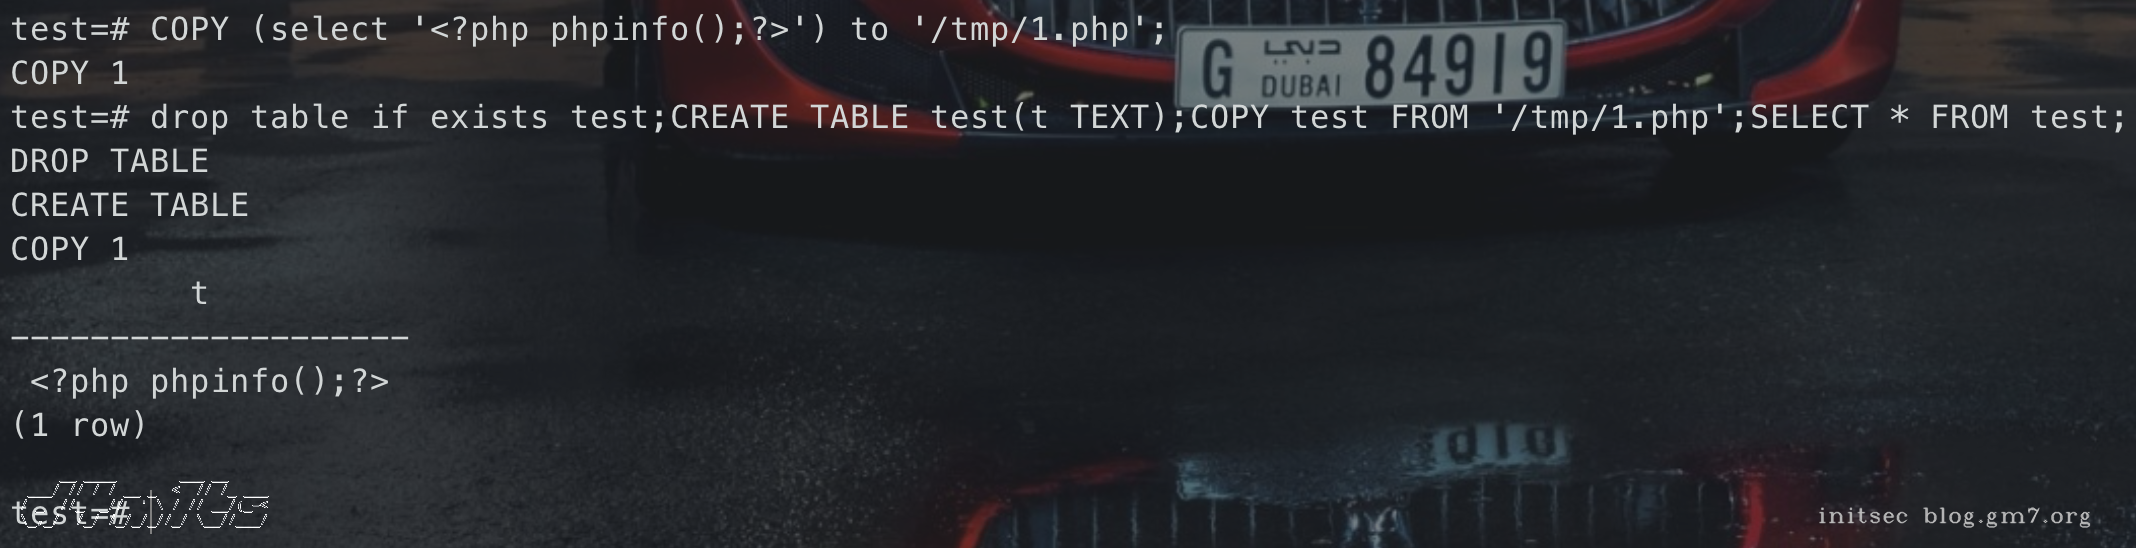 test=# COPY (select '<?php phpinfo();?>') to '/tmp/1.php';
COPY 1
G دبي DUBAI 84919
test=# drop table if exists test;CREATE TABLE test(t TEXT);COPY test FROM '/tmp/1.php';SELECT * FROM test;
DROP TABLE
CREATE TABLE
COPY 1
t
--------------------
<?php phpinfo();?>
(1 row)
test=#
initsec blog.gm7.org